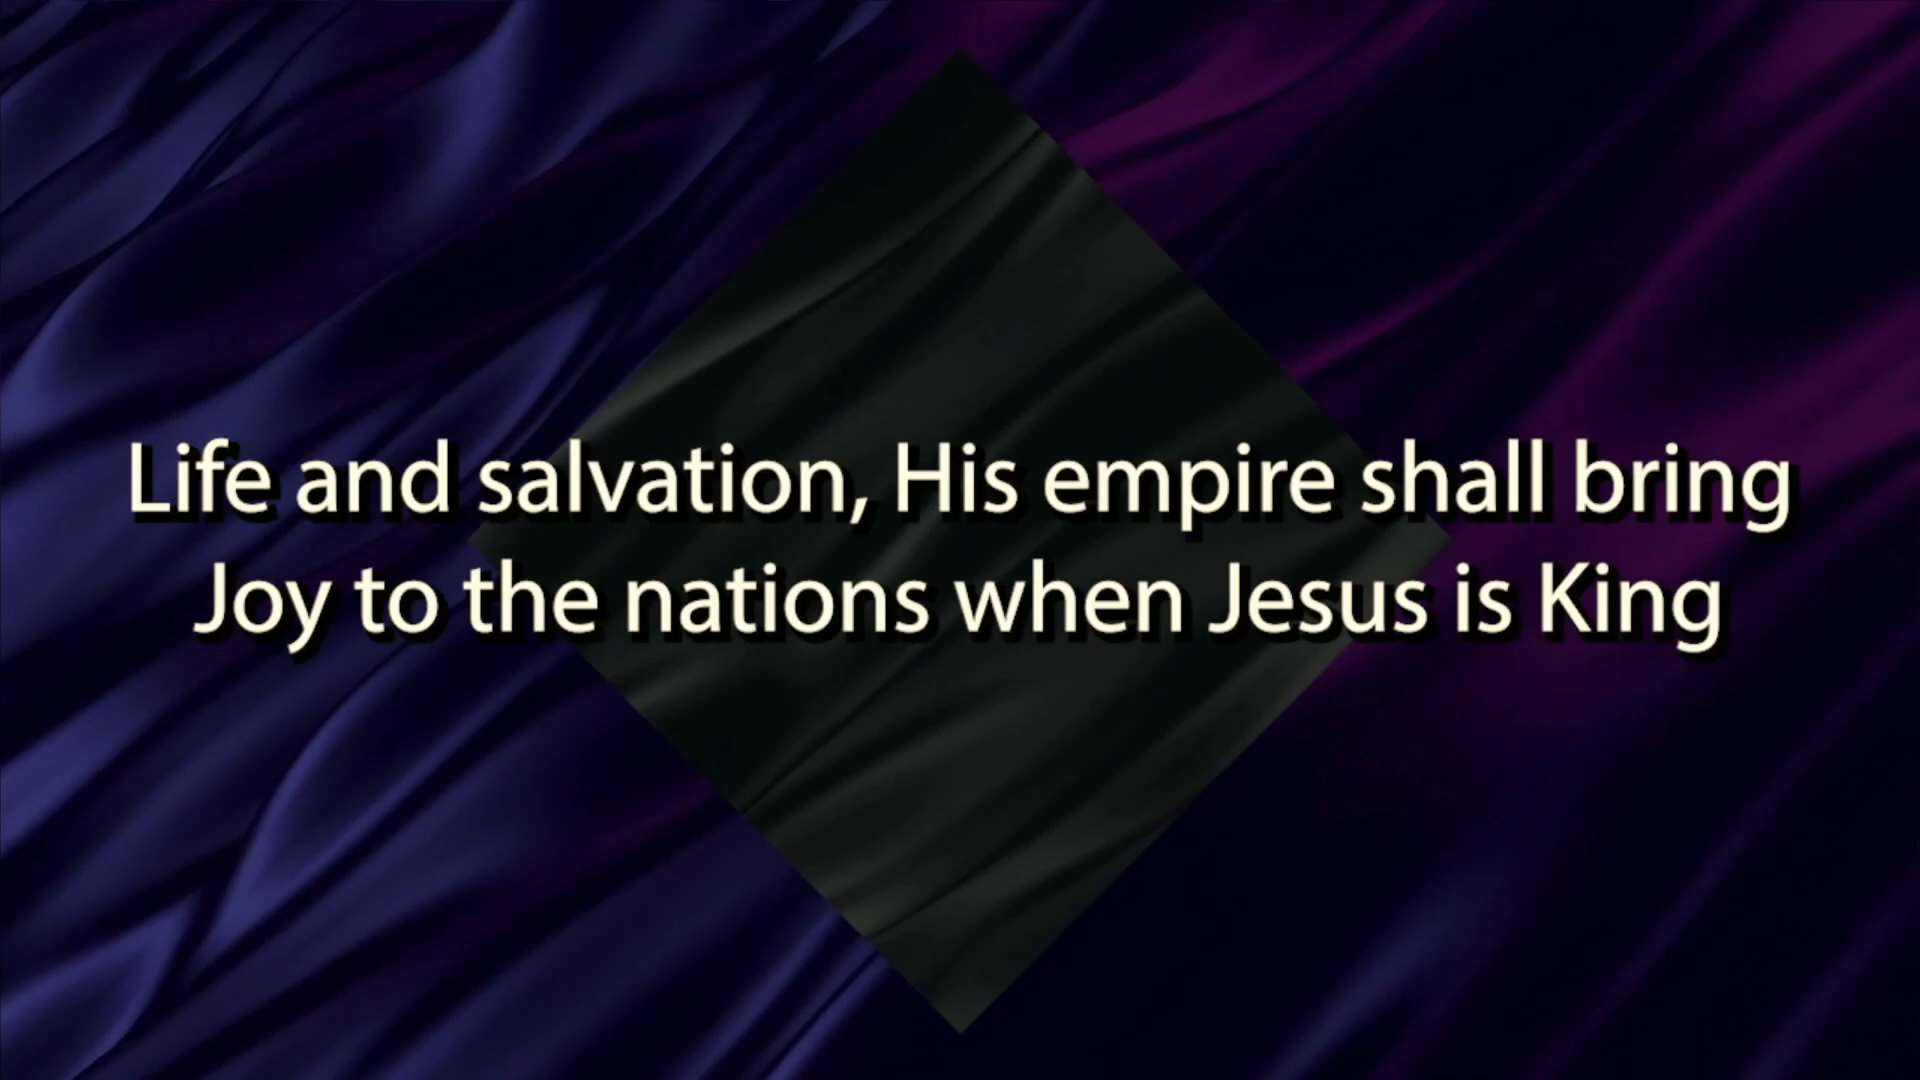 Life and salvation, His empire shall bring
Joy to the nations when Jesus is King